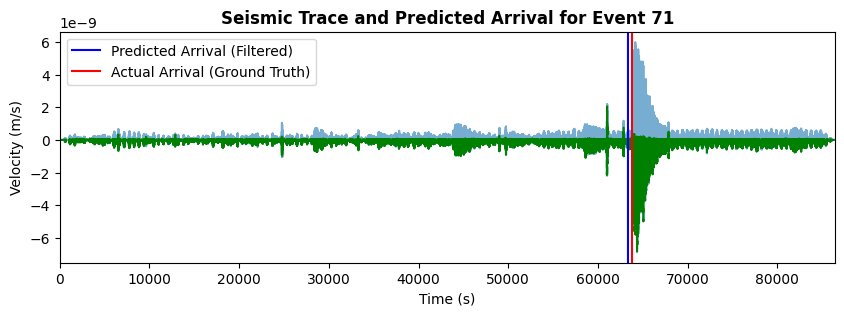 Seismic Trace and Predicted Arrival for Event 71
1e−9
Predicted Arrival (Filtered)
Actual Arrival (Ground Truth)
6
4
2
0
−2
−4
−6
Velocity (m/s)
0 10000 20000 30000 40000 50000 60000 70000 80000
Time (s)